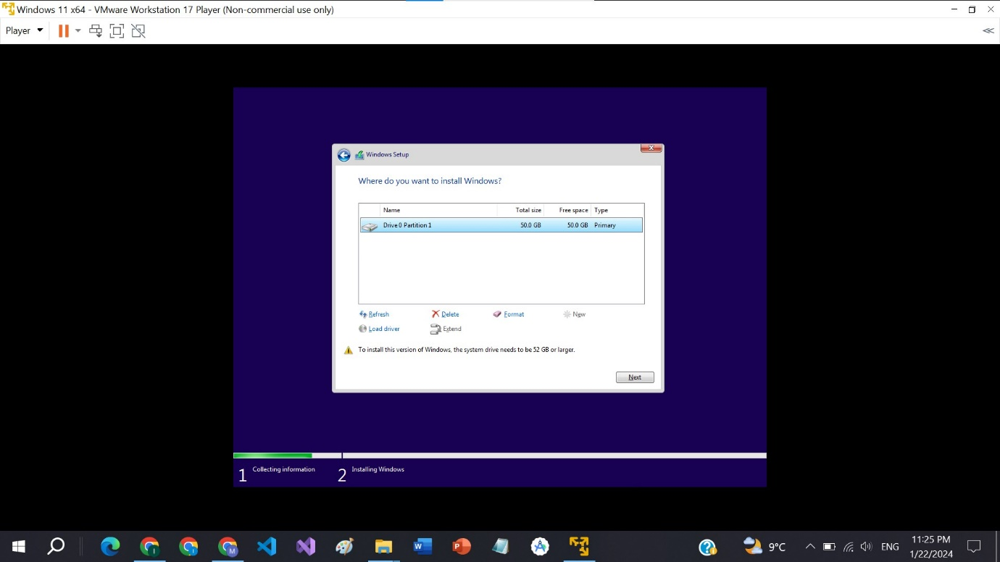 Windows 11 x64 - VMware Workstation 17 Player (Non-commercial use only)
Player
Windows Setup
Where do you want to install Windows?
Name Total size Free space Type
Drive 0 Partition 1 50.0 GB 50.0 GB Primary
Refresh Delete Format New
Load driver Extend
To install this version of Windows, the system drive needs to be 52 GB or larger.
Next
1 Collecting information 2 Installing Windows
9°C ENG 11:25 PM
1/22/2024